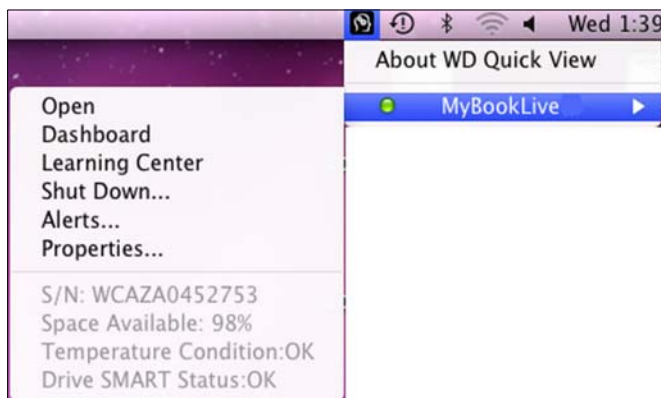 Wed 1:39
About WD Quick View
MyBookLive
Open
Dashboard
Learning Center
Shut Down...
Alerts...
Properties...
S/N: WCAZA0452753
Space Available: 98%
Temperature Condition:OK
Drive SMART Status:OK